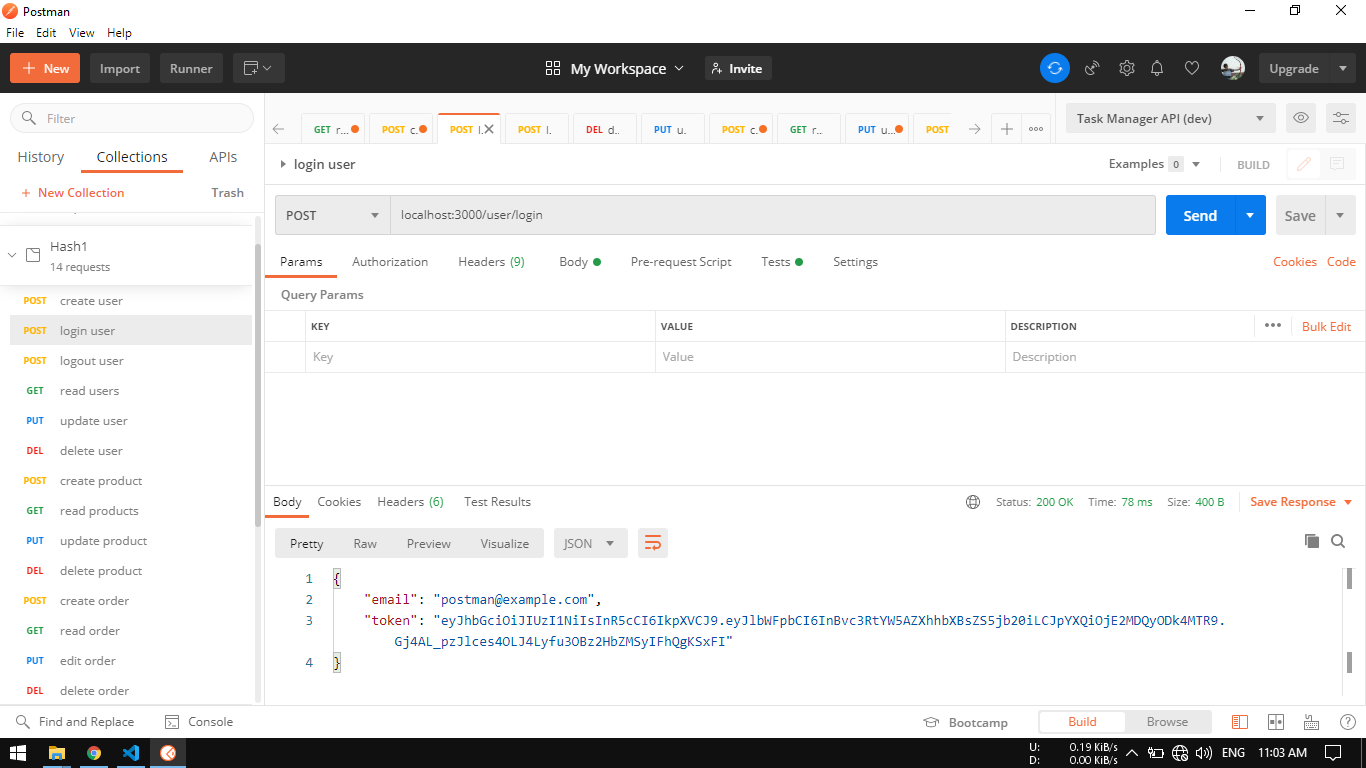 Postman
File Edit View Help
+ New Import Runner My Workspace Invite Upgrade
Filter
History Collections APIs
+ New Collection Trash
Hash1
14 requests
POST create user
POST login user
POST logout user
GET read users
PUT update user
DEL delete user
POST create product
GET read products
PUT update product
DEL delete product
POST create order
GET read order
PUT edit order
DEL delete order
GET r... POST c. POST l. POST l. DEL d.. PUT u. POST c. GET r.. PUT u... POST
Task Manager API (dev)
login user Examples 0 BUILD
POST localhost:3000/user/login Send Save
Params Authorization Headers (9) Body Pre-request Script Tests Settings Cookies Code
Query Params
KEY VALUE DESCRIPTION Bulk Edit
Key Value Description
Body Cookies Headers (6) Test Results Status: 200 OK Time: 78 ms Size: 400 B Save Response
Pretty Raw Preview Visualize JSON
1 {
2 "email": "postman@example.com",
3 "token": "eyJhbGciOiJIUzI1NiIsInR5cCI6IkpXVCJ9.eyJlbWFpbCI6InBvc3RtYW5AZXhhbXBsZS5jb20iLCJpYXQiOjE2MDQyODk4MTR9.
Gj4AL_pzJlces4OLJ4Lyfu3OBz2HbZMSyIFhQgKSxFI"
4 }
Find and Replace Console Bootcamp Build Browse
U: 0.19 KiB/s
D: 0.00 KiB/s
ENG 11:03 AM